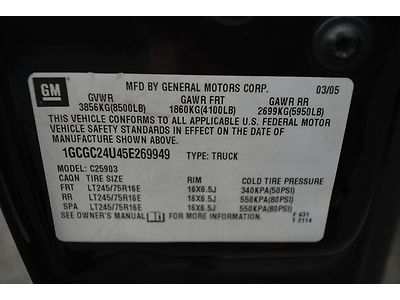 GM
MFD BY GENERAL MOTORS CORP. 03/05
GVWR GAWR FRT GAWR RR
3856KG(8500LB) 1860KG(4100LB) 2699KG(5950LB)
THIS VEHICLE CONFORMS TO ALL APPLICABLE U.S. FEDERAL MOTOR
VEHICLE SAFETY STANDARDS IN EFFECT ON THE DATE OF
MANUFACTURE SHOWN ABOVE.
1GCGC24U45E269949 TYPE: TRUCK
MODEL: C25903
CAQN TIRE SIZE RIM COLD TIRE PRESSURE
FRT LT245/75R16E 16X6.5J 340KPA(50PSI)
RR LT245/75R16E 16X6.5J 550KPA(80PSI)
SPA LT245/75R16E 16X6.5J 550KPA(80PSI)
SEE OWNER'S MANUAL FOR ADDITIONAL INFORMATION. F 631
T 2114